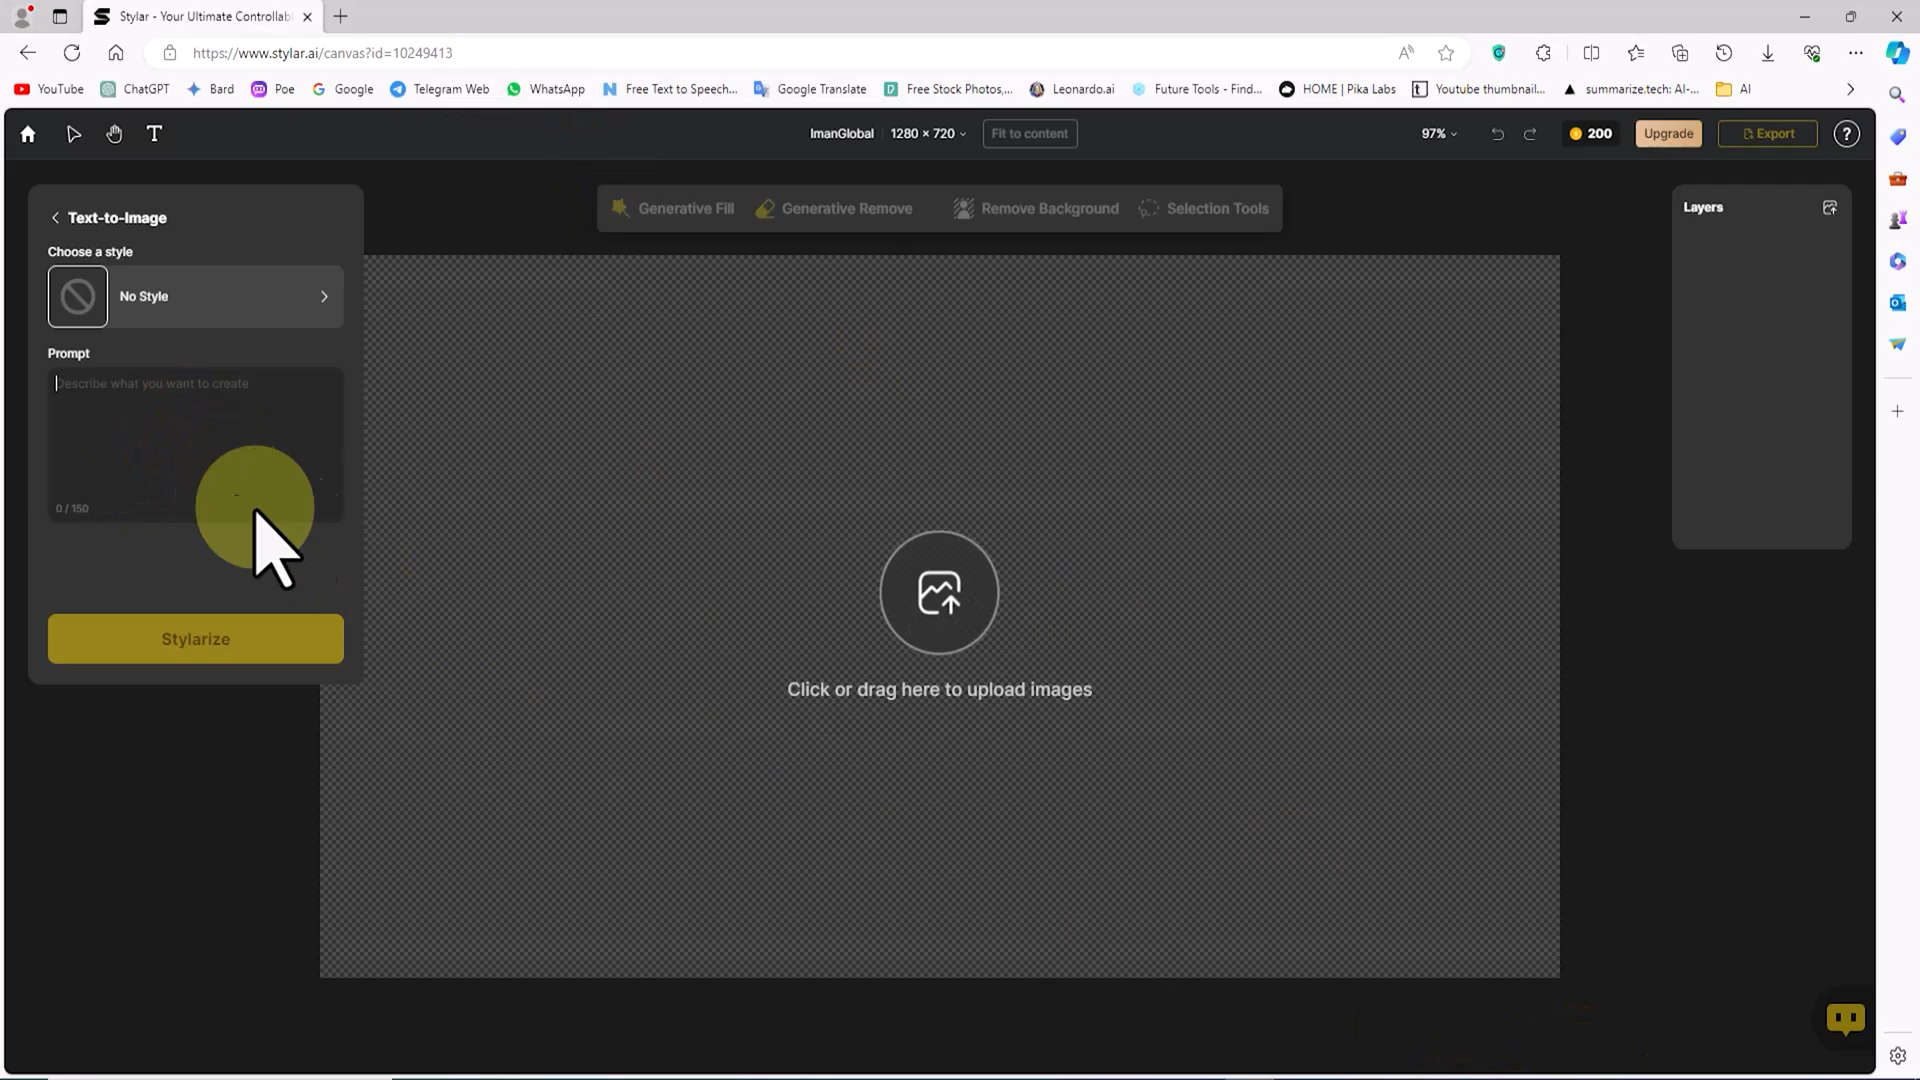 Stylar - Your Ultimate Controllabl
https://www.stylar.ai/canvas?id=10249413
YouTube ChatGPT Bard Poe Google Telegram Web WhatsApp Free Text to Speech... Google Translate Free Stock Photos,... Leonardo.ai Future Tools - Find... HOME | Pika Labs Youtube thumbnail... summarize.tech: AI-... AI
T ImanGlobal 1280 × 720 Fit to content 97% 200 Upgrade Export ?
Text-to-Image
Generative Fill Generative Remove Remove Background Selection Tools
Layers
Choose a style
No Style
Prompt
Describe what you want to create
0 / 150
Stylarize
Click or drag here to upload images